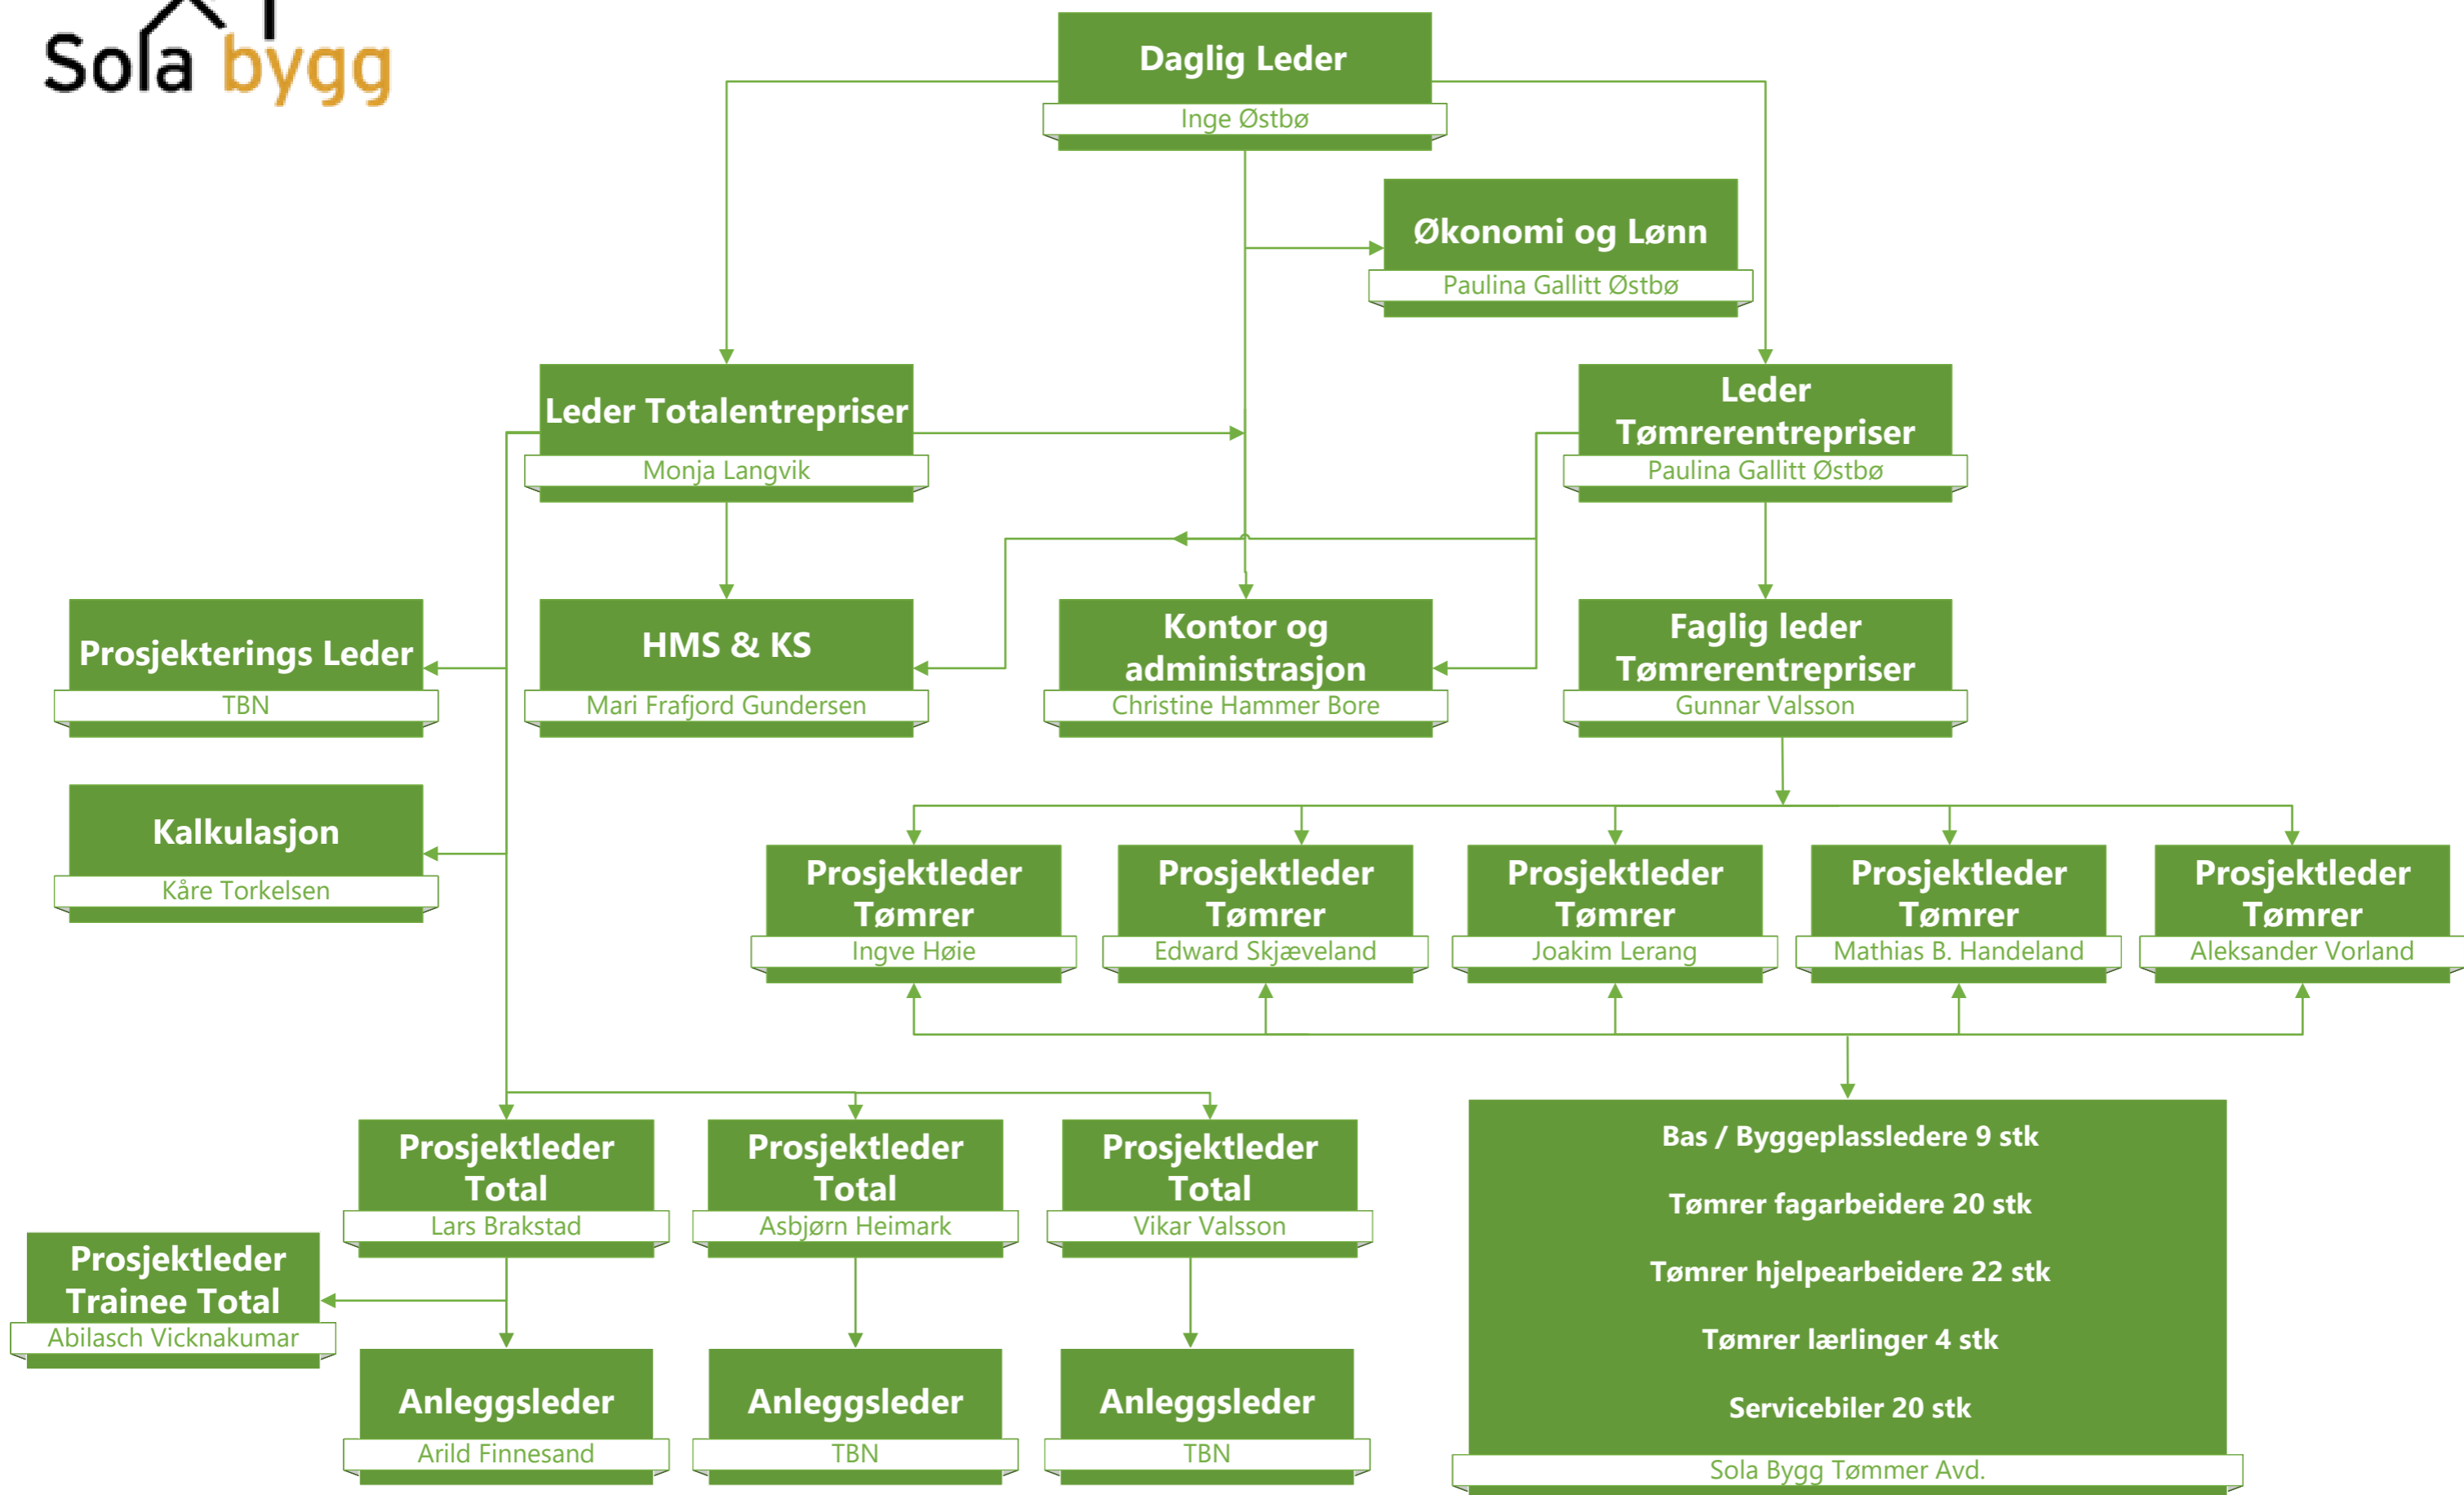 Sola bygg
Daglig Leder
Inge Østbø
Økonomi og Lønn
Paulina Gallitt Østbø
Leder Totalentrepriser
Monja Langvik
Leder
Tømrerentrepriser
Paulina Gallitt Østbø
Prosjekterings Leder
TBN
HMS & KS
Mari Frafjord Gundersen
Kontor og
administrasjon
Christine Hammer Bore
Faglig leder
Tømrerentrepriser
Gunnar Valsson
Kalkulasjon
Kåre Torkelsen
Prosjektleder
Tømrer
Ingve Høie
Prosjektleder
Tømrer
Edward Skjæveland
Prosjektleder
Tømrer
Joakim Lerang
Prosjektleder
Tømrer
Mathias B. Handeland
Prosjektleder
Tømrer
Aleksander Vorland
Prosjektleder
Total
Lars Brakstad
Prosjektleder
Total
Asbjørn Heimark
Prosjektleder
Total
Vikar Valsson
Prosjektleder
Trainee Total
Abilasch Vicknakumar
Anleggsleder
Arild Finnesand
Anleggsleder
TBN
Anleggsleder
TBN
Bas / Byggeplassledere 9 stk
Tømrer fagarbeidere 20 stk
Tømrer hjelpearbeidere 22 stk
Tømrer lærlinger 4 stk
Servicebiler 20 stk
Sola Bygg Tømmer Avd.